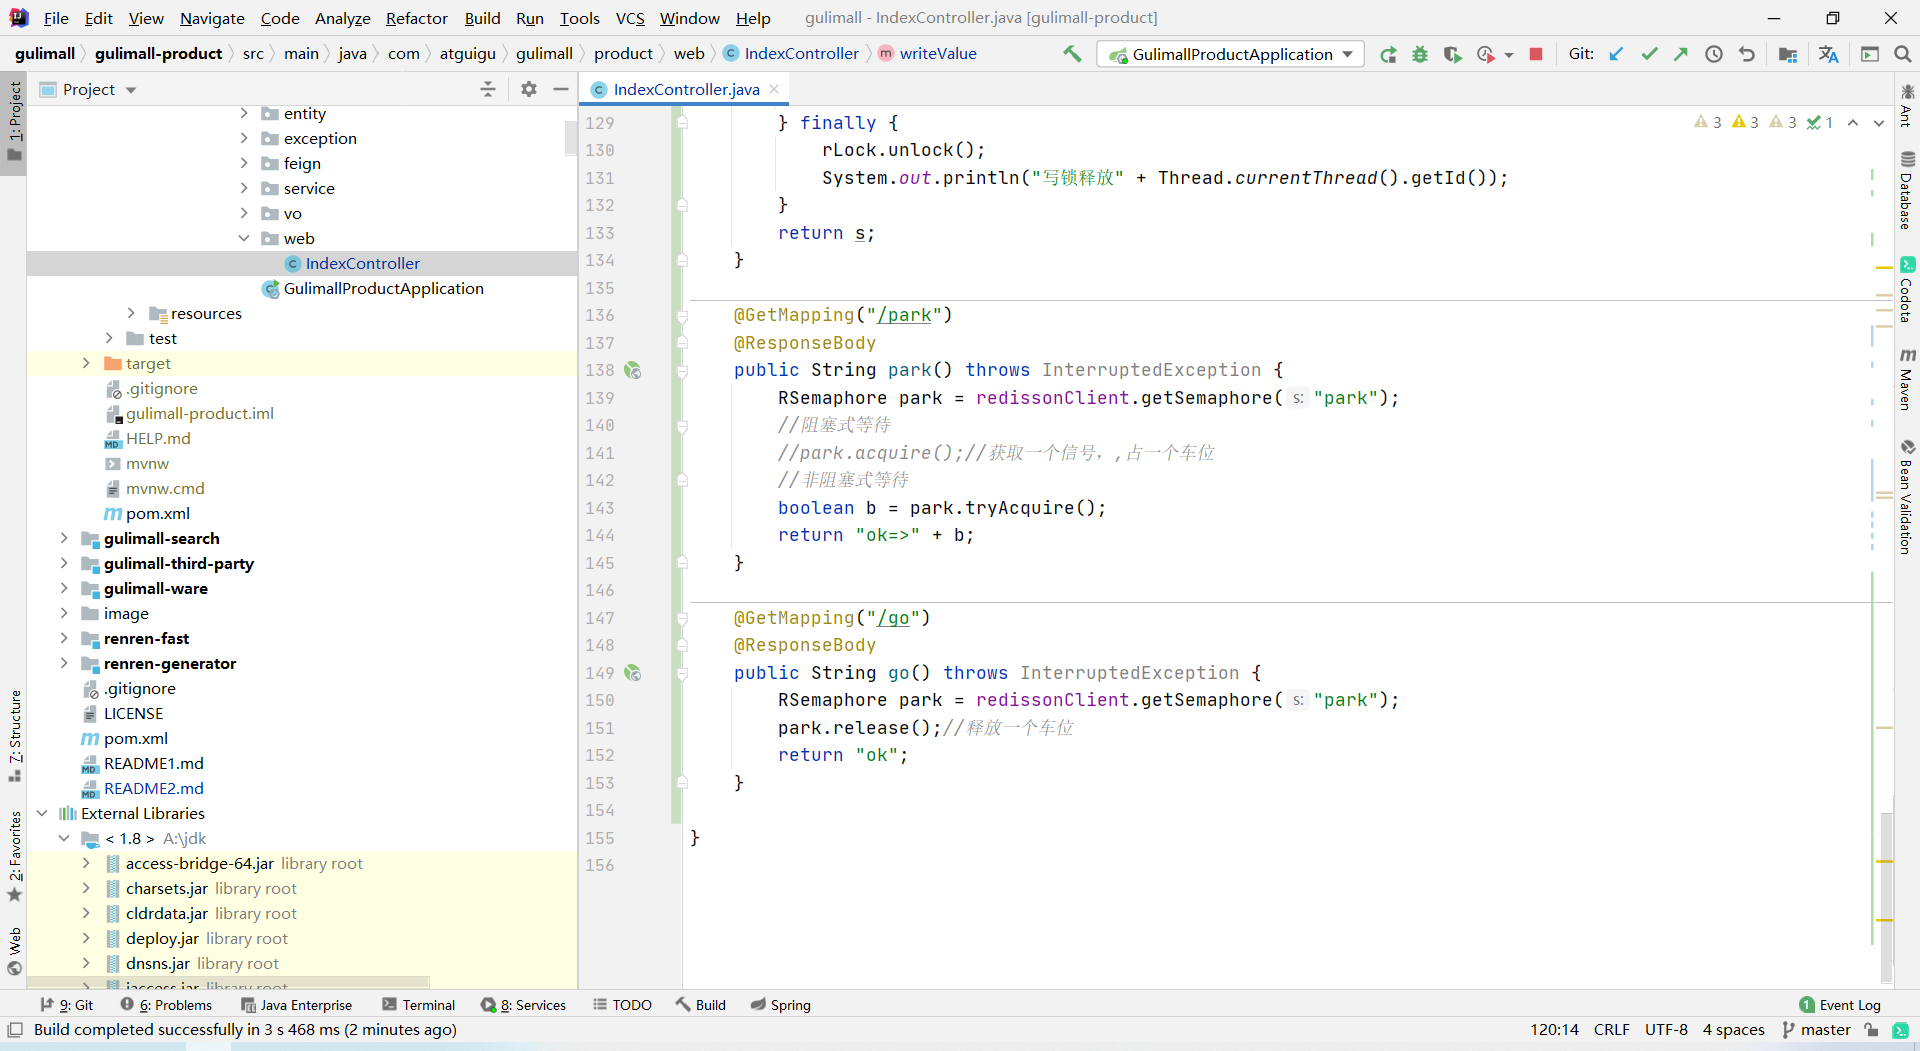 File Edit View Navigate Code Analyze Refactor Build Run Tools VCS Window Help gulimall - IndexController.java [gulimall-product]
gulimall gulimall-product src main java com atguigu gulimall product web IndexController writeValue GulimallProductApplication Git:
1: Project
7: Structure
2: Favorites
Web
Project
entity
exception
feign
service
vo
web
IndexController
GulimallProductApplication
resources
test
target
.gitignore
gulimall-product.iml
HELP.md
mvnw
mvnw.cmd
pom.xml
gulimall-search
gulimall-third-party
gulimall-ware
image
renren-fast
renren-generator
.gitignore
LICENSE
pom.xml
README1.md
README2.md
External Libraries
< 1.8 > A:\jdk
access-bridge-64.jar library root
charsets.jar library root
cldrdata.jar library root
deploy.jar library root
dnsns.jar library root
jaccess.jar library root
IndexController.java
3 3 3 1
129 } finally {
130 rLock.unlock();
131 System.out.println("写锁释放" + Thread.currentThread().getId());
132 }
133 return s;
134 }
135
136 @GetMapping("/park")
137 @ResponseBody
138 public String park() throws InterruptedException {
139 RSemaphore park = redissonClient.getSemaphore( s: "park");
140 //阻塞式等待
141 //park.acquire();//获取一个信号，,占一个车位
142 //非阻塞式等待
143 boolean b = park.tryAcquire();
144 return "ok=>" + b;
145 }
146
147 @GetMapping("/go")
148 @ResponseBody
149 public String go() throws InterruptedException {
150 RSemaphore park = redissonClient.getSemaphore( s: "park");
151 park.release();//释放一个车位
152 return "ok";
153 }
154
155 }
156
Ant
Database
Codota
Maven
Bean Validation
9: Git 6: Problems Java Enterprise Terminal 8: Services TODO Build Spring 1 Event Log
Build completed successfully in 3 s 468 ms (2 minutes ago) 120:14 CRLF UTF-8 4 spaces master